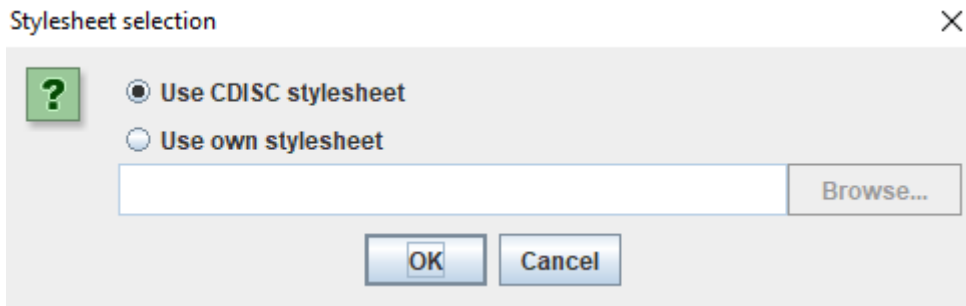 Stylesheet selection
?
Use CDISC stylesheet
Use own stylesheet
Browse...
OK Cancel